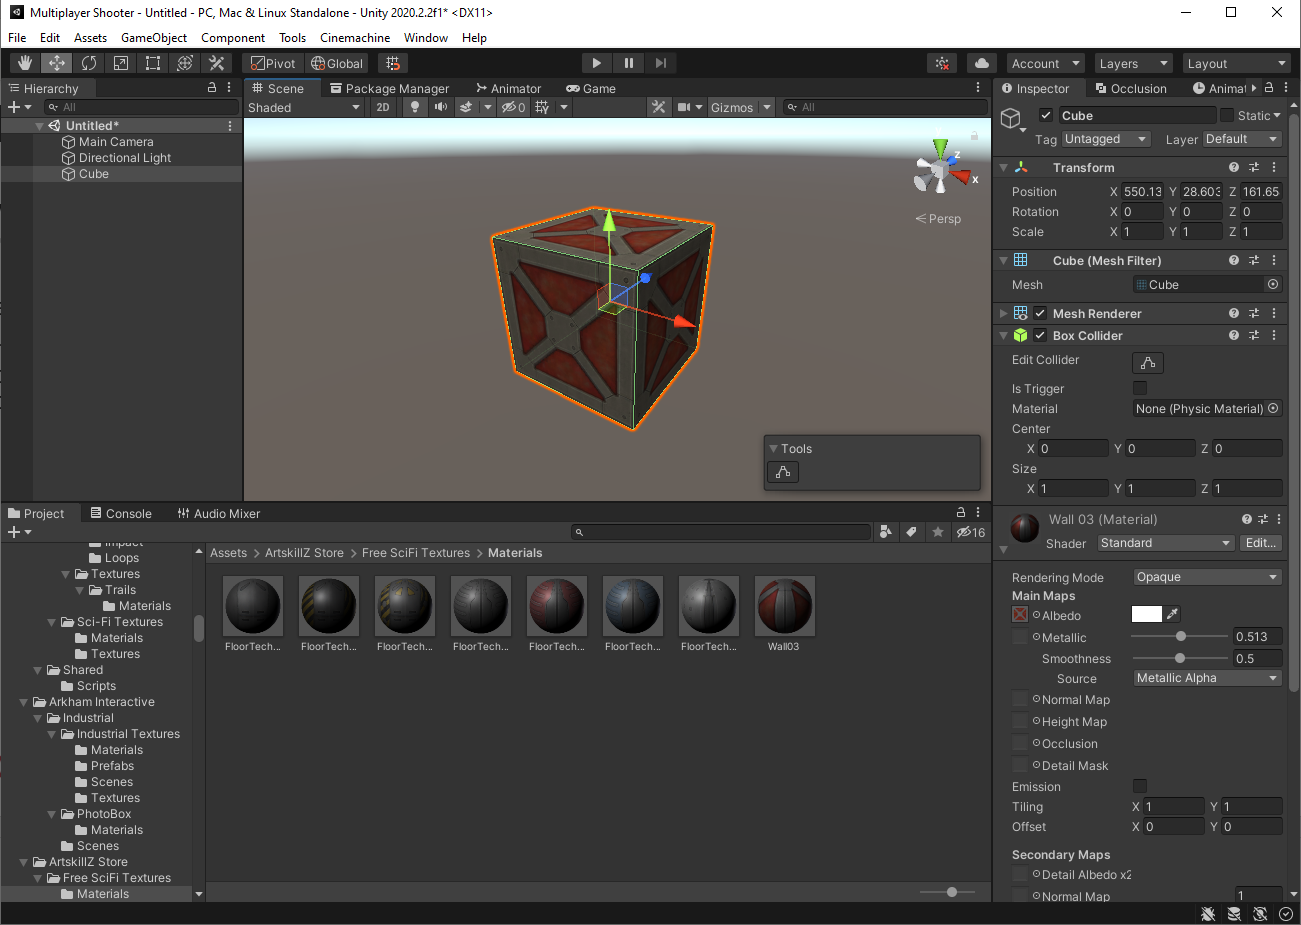 Multiplayer Shooter - Untitled - PC, Mac & Linux Standalone - Unity 2020.2.2f1* <DX11>
File Edit Assets GameObject Component Tools Cinemachine Window Help
Pivot Global Account Layers Layout
Hierarchy
All
Untitled*
Main Camera
Directional Light
Cube
Scene Package Manager Animator Game
Shaded 2D 0 Gizmos All
z
x
Persp
Tools
Inspector Occlusion Animat
Cube Static
Tag Untagged Layer Default
Transform
Position X 550.13 Y 28.603 Z 161.65
Rotation X 0 Y 0 Z 0
Scale X 1 Y 1 Z 1
Cube (Mesh Filter)
Mesh Cube
Mesh Renderer
Box Collider
Edit Collider
Is Trigger
Material None (Physic Material)
Center
X 0 Y 0 Z 0
Size
X 1 Y 1 Z 1
Wall 03 (Material)
Shader Standard Edit...
Rendering Mode Opaque
Main Maps
Albedo
Metallic 0.513
Smoothness 0.5
Source Metallic Alpha
Normal Map
Height Map
Occlusion
Detail Mask
Emission
Tiling X 1 Y 1
Offset X 0 Y 0
Secondary Maps
Detail Albedo x2
Normal Map 1
Project Console Audio Mixer
16
Impact
Loops
Textures
Trails
Materials
Sci-Fi Textures
Materials
Textures
Shared
Scripts
Arkham Interactive
Industrial
Industrial Textures
Materials
Prefabs
Scenes
Textures
PhotoBox
Materials
Scenes
ArtskillZ Store
Free SciFi Textures
Materials
Assets > ArtskillZ Store > Free SciFi Textures > Materials
FloorTech... FloorTech... FloorTech... FloorTech... FloorTech... FloorTech... FloorTech... Wall03